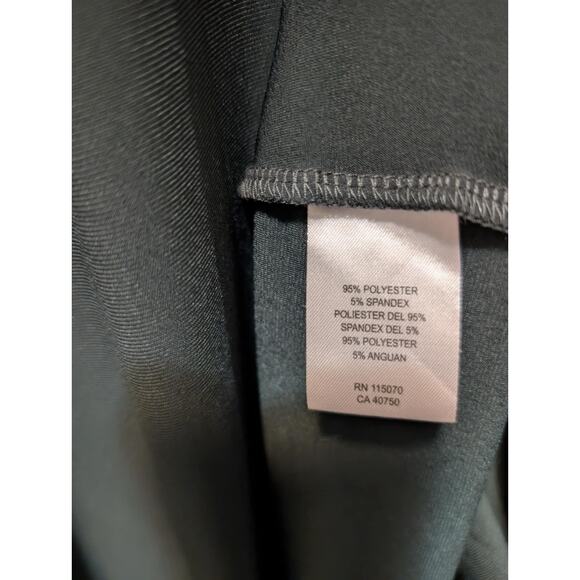 95% POLYESTER
5% SPANDEX
POLIESTER DEL 95%
SPANDEX DEL 5%
95% POLYESTER
5% ANGUAN
RN 115070
CA 40750